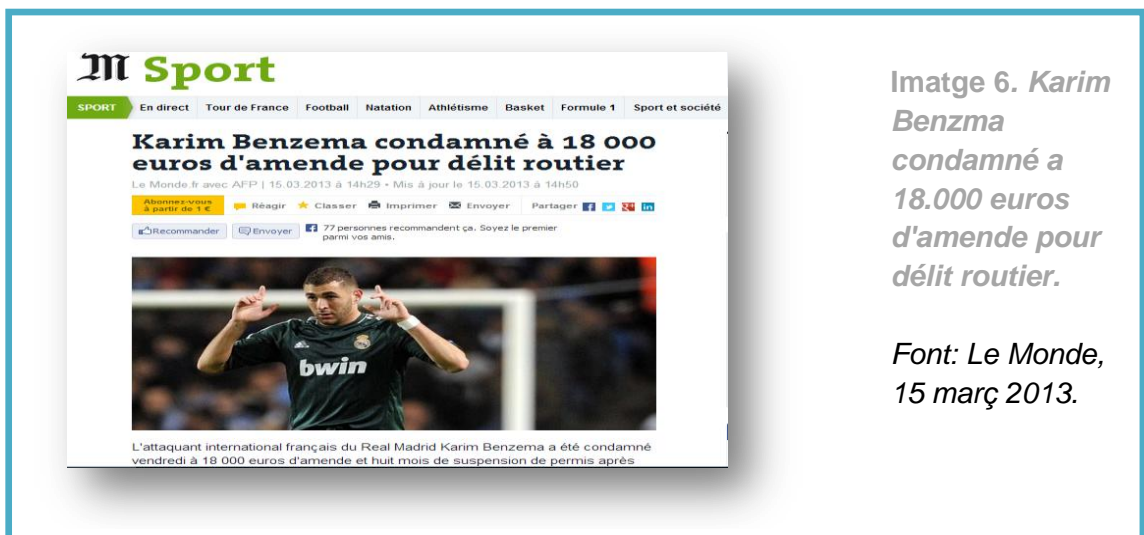 M Sport
SPORT En direct Tour de France Football Natation Athlétisme Basket Formule 1 Sport et société
Karim Benzema condamné à 18 000
euros d'amende pour délit routier
Le Monde.fr avec AFP | 15.03.2013 à 14h29 • Mis à jour le 15.03.2013 à 14h50
Abonnez-vous
à partir de 1 €
Réagir Classer Imprimer Envoyer Partager
Recommander Envoyer 77 personnes recommandent ça. Soyez le premier
parmi vos amis.
bwin
L'attaquant international français du Real Madrid Karim Benzema a été condamné
vendredi à 18 000 euros d'amende et huit mois de suspension de permis après
Imatge 6. Karim
Benzma
condamné a
18.000 euros
d'amende pour
délit routier.
Font: Le Monde,
15 març 2013.